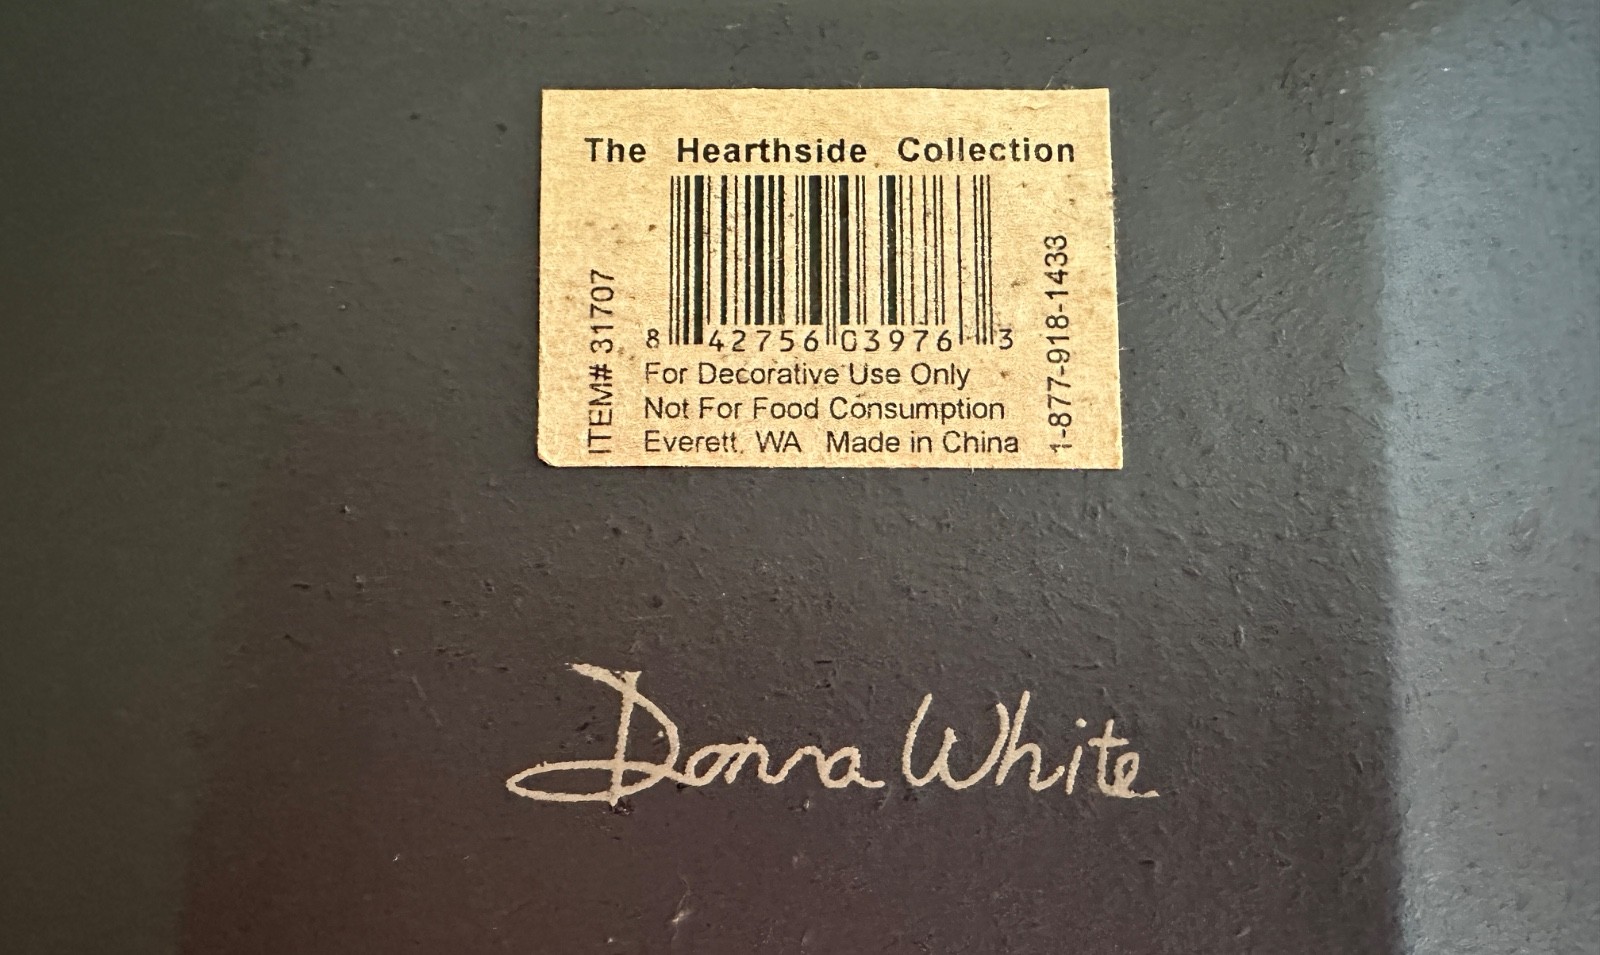 The Hearthside Collection
ITEM# 31707
8 42756 03976 3
For Decorative Use Only
Not For Food Consumption
Everett, WA Made in China
1-877-918-1433
Donna White